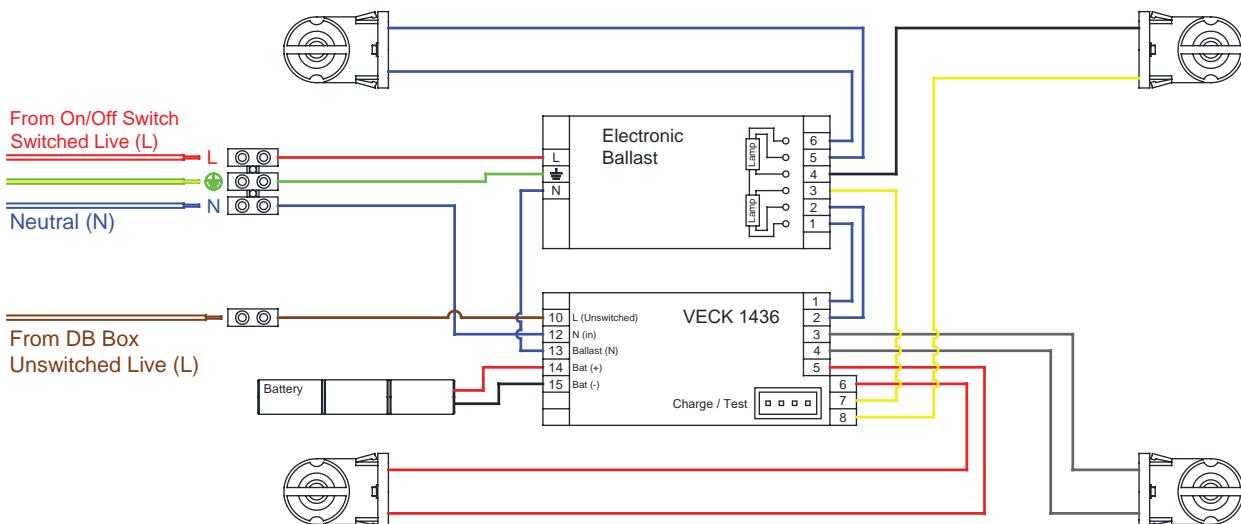 From On/Off Switch
Switched Live (L)
L
N
Neutral (N)
From DB Box
Unswitched Live (L)
Electronic
Ballast
L
N
Lamp
Lamp
6
5
4
3
2
1
VECK 1436
10 L (Unswitched)
12 N (in)
13 Ballast (N)
14 Bat (+)
15 Bat (-)
1
2
3
4
5
6
7
8
Charge / Test
Battery